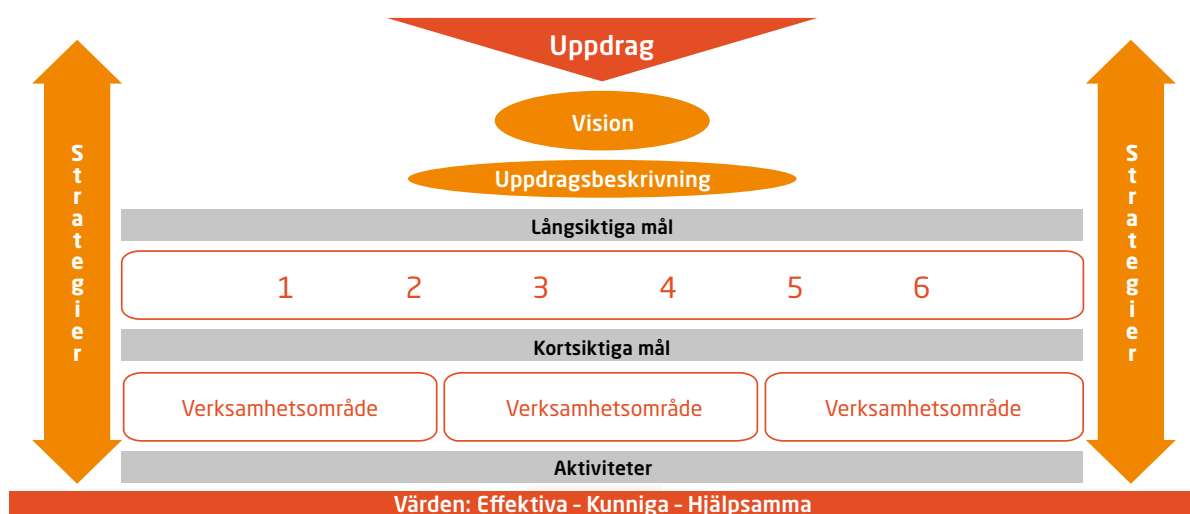 Uppdrag
Vision
Uppdragsbeskrivning
Strategier
Långsiktiga mål
1 2 3 4 5 6
Kortsiktiga mål
Verksamhetsområde Verksamhetsområde Verksamhetsområde
Aktiviteter
Strategier
Värden: Effektiva – Kunniga – Hjälpsamma